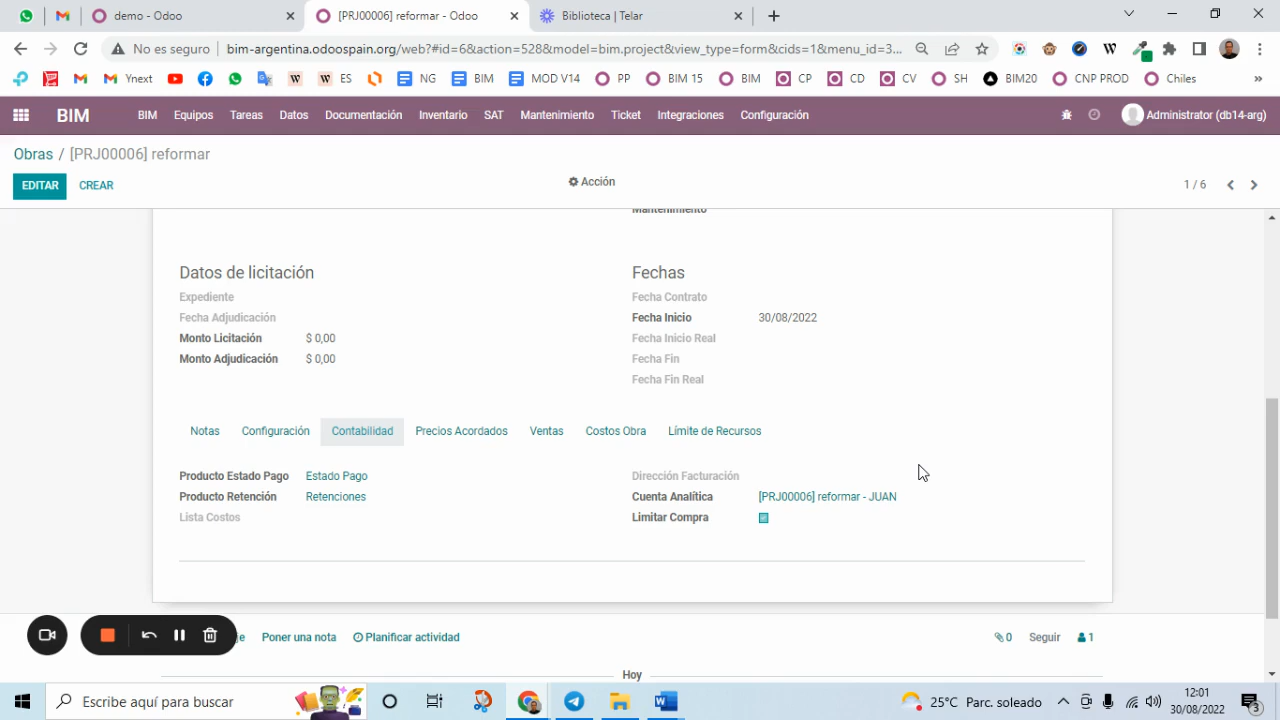 demo - Odoo
[PRJ00006] reformar - Odoo
Biblioteca | Telar
No es seguro
bim-argentina.odoospain.org/web?#id=6&action=528&model=bim.project&view_type=form&cids=1&menu_id=3...
Ynext
ES
NG
BIM
MOD V14
PP
BIM 15
BIM
CP
CD
CV
SH
BIM20
CNP PROD
Chiles
»
BIM
BIM
Equipos
Tareas
Datos
Documentación
Inventario
SAT
Mantenimiento
Ticket
Integraciones
Configuración
Administrator (db14-arg)
Obras / [PRJ00006] reformar
EDITAR
CREAR
Acción
1 / 6
Mantenimiento
Datos de licitación
Fechas
Expediente
Fecha Contrato
Fecha Adjudicación
Fecha Inicio 30/08/2022
Monto Licitación $ 0,00
Fecha Inicio Real
Monto Adjudicación $ 0,00
Fecha Fin
Fecha Fin Real
Notas
Configuración
Contabilidad
Precios Acordados
Ventas
Costos Obra
Límite de Recursos
Producto Estado Pago Estado Pago
Dirección Facturación
Producto Retención Retenciones
Cuenta Analítica [PRJ00006] reformar - JUAN
Lista Costos
Limitar Compra
Poner una nota
Planificar actividad
0
Seguir
1
Hoy
Escribe aquí para buscar
25°C Parc. soleado
12:01
30/08/2022
3